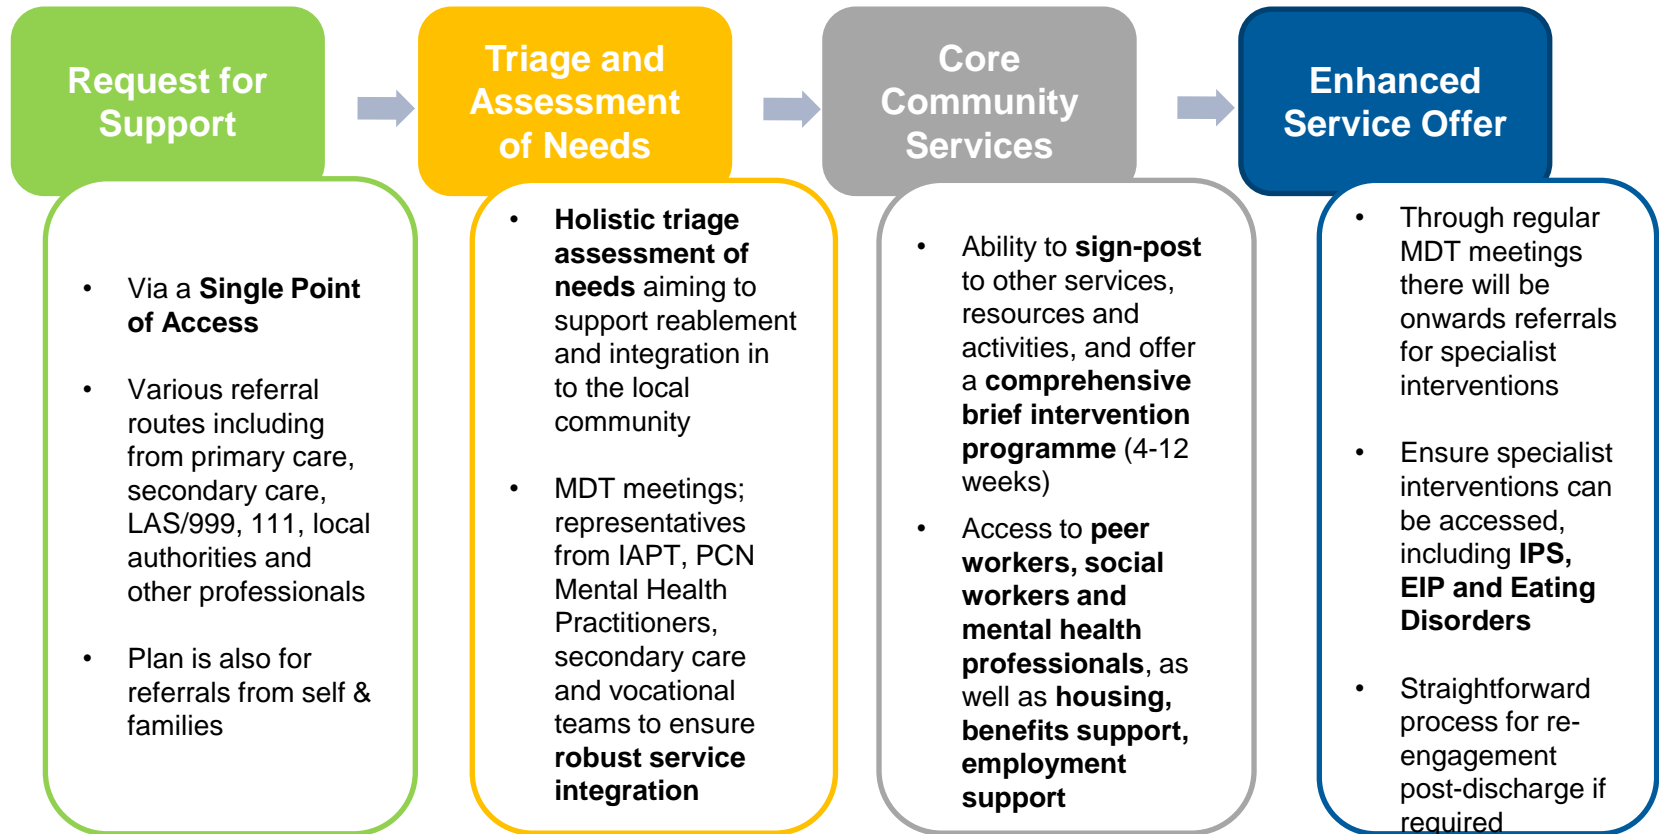 Request for
Support
Triage and
Assessment
of Needs
Core
Community
Services
Enhanced
Service Offer
• Via a Single Point
of Access
• Various referral
routes including
from primary care,
secondary care,
LAS/999, 111, local
authorities and
other professionals
• Plan is also for
referrals from self &
families
• Holistic triage
assessment of
needs aiming to
support reablement
and integration in
to the local
community
• MDT meetings;
representatives
from IAPT, PCN
Mental Health
Practitioners,
secondary care
and vocational
teams to ensure
robust service
integration
• Ability to sign-post
to other services,
resources and
activities, and offer
a comprehensive
brief intervention
programme (4-12
weeks)
• Access to peer
workers, social
workers and
mental health
professionals, as
well as housing,
benefits support,
employment
support
• Through regular
MDT meetings
there will be
onwards referrals
for specialist
interventions
• Ensure specialist
interventions can
be accessed,
including IPS,
EIP and Eating
Disorders
• Straightforward
process for re-
engagement
post-discharge if
required